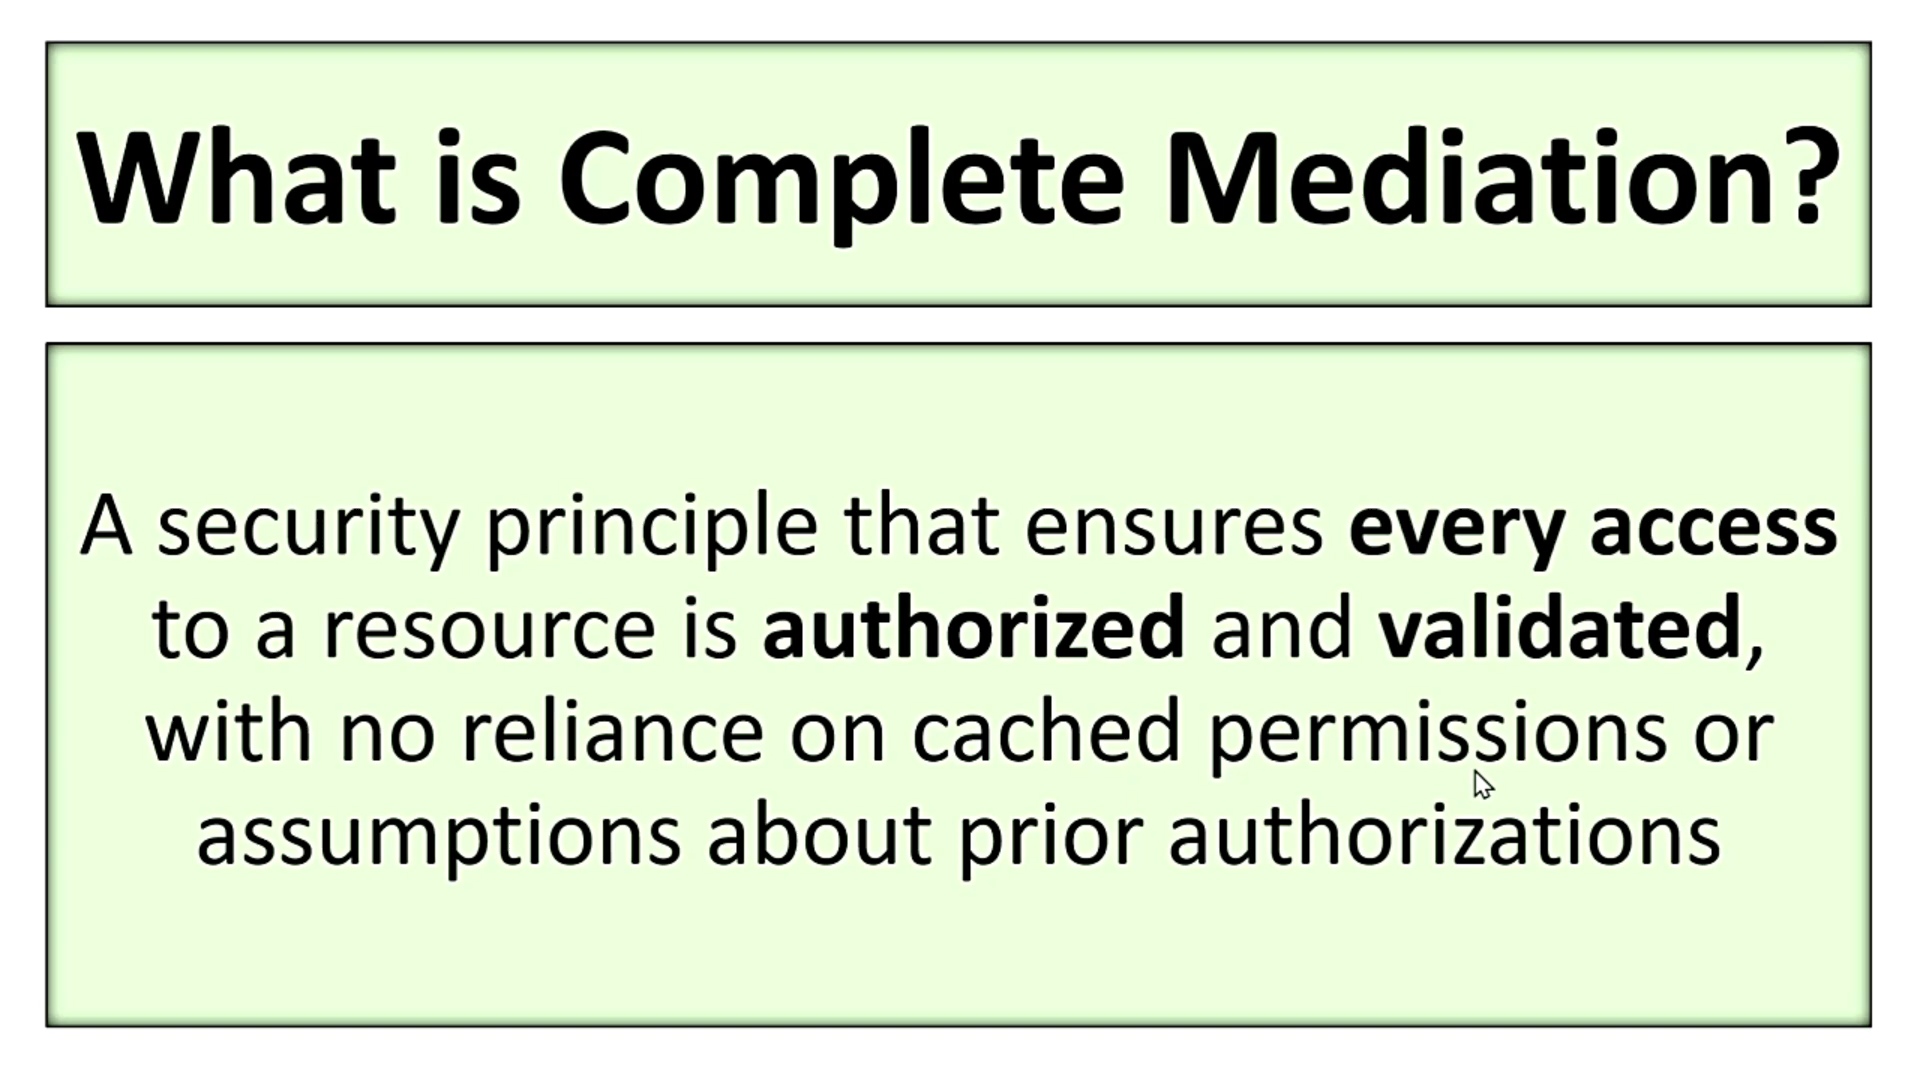 What is Complete Mediation?
A security principle that ensures every access
to a resource is authorized and validated,
with no reliance on cached permissions or
assumptions about prior authorizations